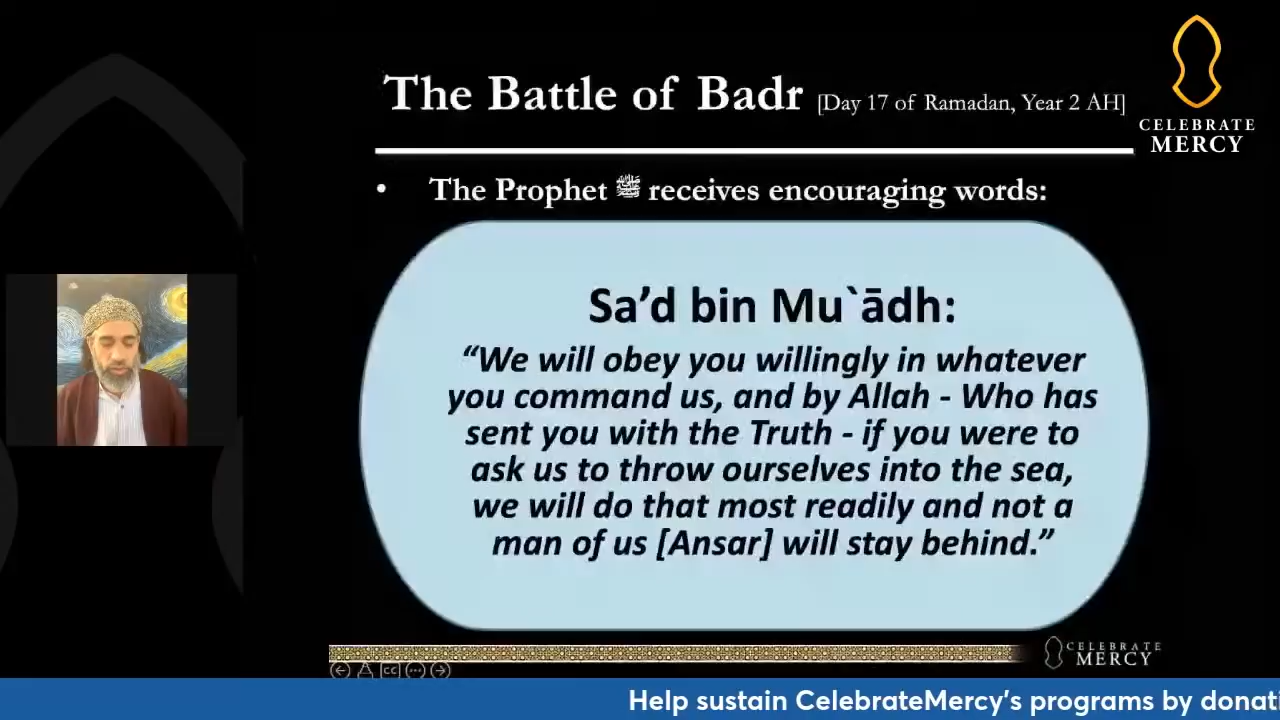 The Battle of Badr [Day 17 of Ramadan, Year 2 AH]
CELEBRATE
MERCY
• The Prophet ﷺ receives encouraging words:
Sa’d bin Mu`ādh:
“We will obey you willingly in whatever
you command us, and by Allah - Who has
sent you with the Truth - if you were to
ask us to throw ourselves into the sea,
we will do that most readily and not a
man of us [Ansar] will stay behind.”
CELEBRATE
MERCY
cc
Help sustain CelebrateMercy's programs by donati